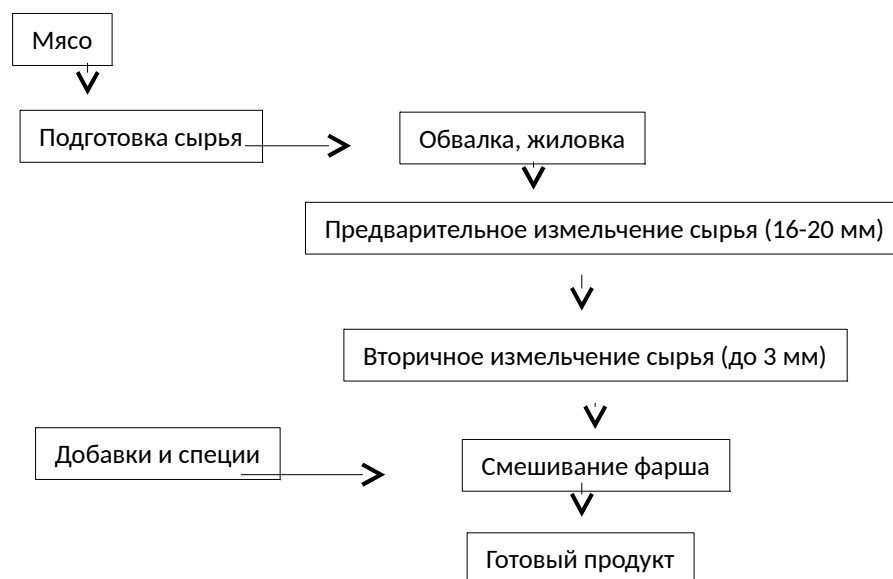 Мясо
Подготовка сырья
Обвалка, жиловка
Предварительное измельчение сырья (16-20 мм)
Вторичное измельчение сырья (до 3 мм)
Добавки и специи
Смешивание фарша
Готовый продукт